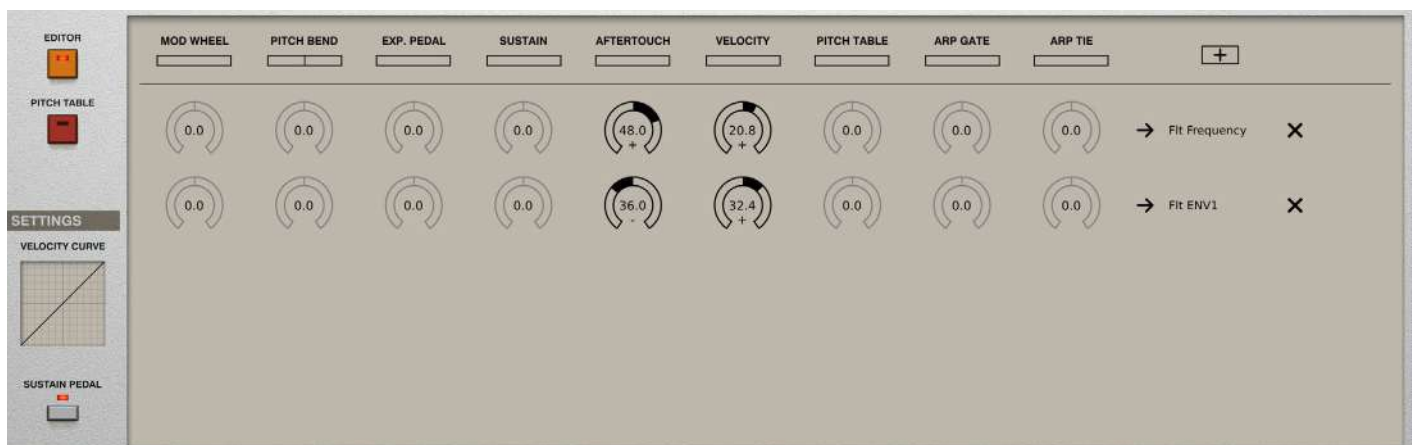 EDITOR
PITCH TABLE
SETTINGS
VELOCITY CURVE
SUSTAIN PEDAL
MOD WHEEL PITCH BEND EXP. PEDAL SUSTAIN AFTERTOUCH VELOCITY PITCH TABLE ARP GATE ARP TIE +
0.0 0.0 0.0 0.0 48.0 20.8 0.0 0.0 0.0 → Flt Frequency ✕
+ +
0.0 0.0 0.0 0.0 36.0 32.4 0.0 0.0 0.0 → Flt ENV1 ✕
- +